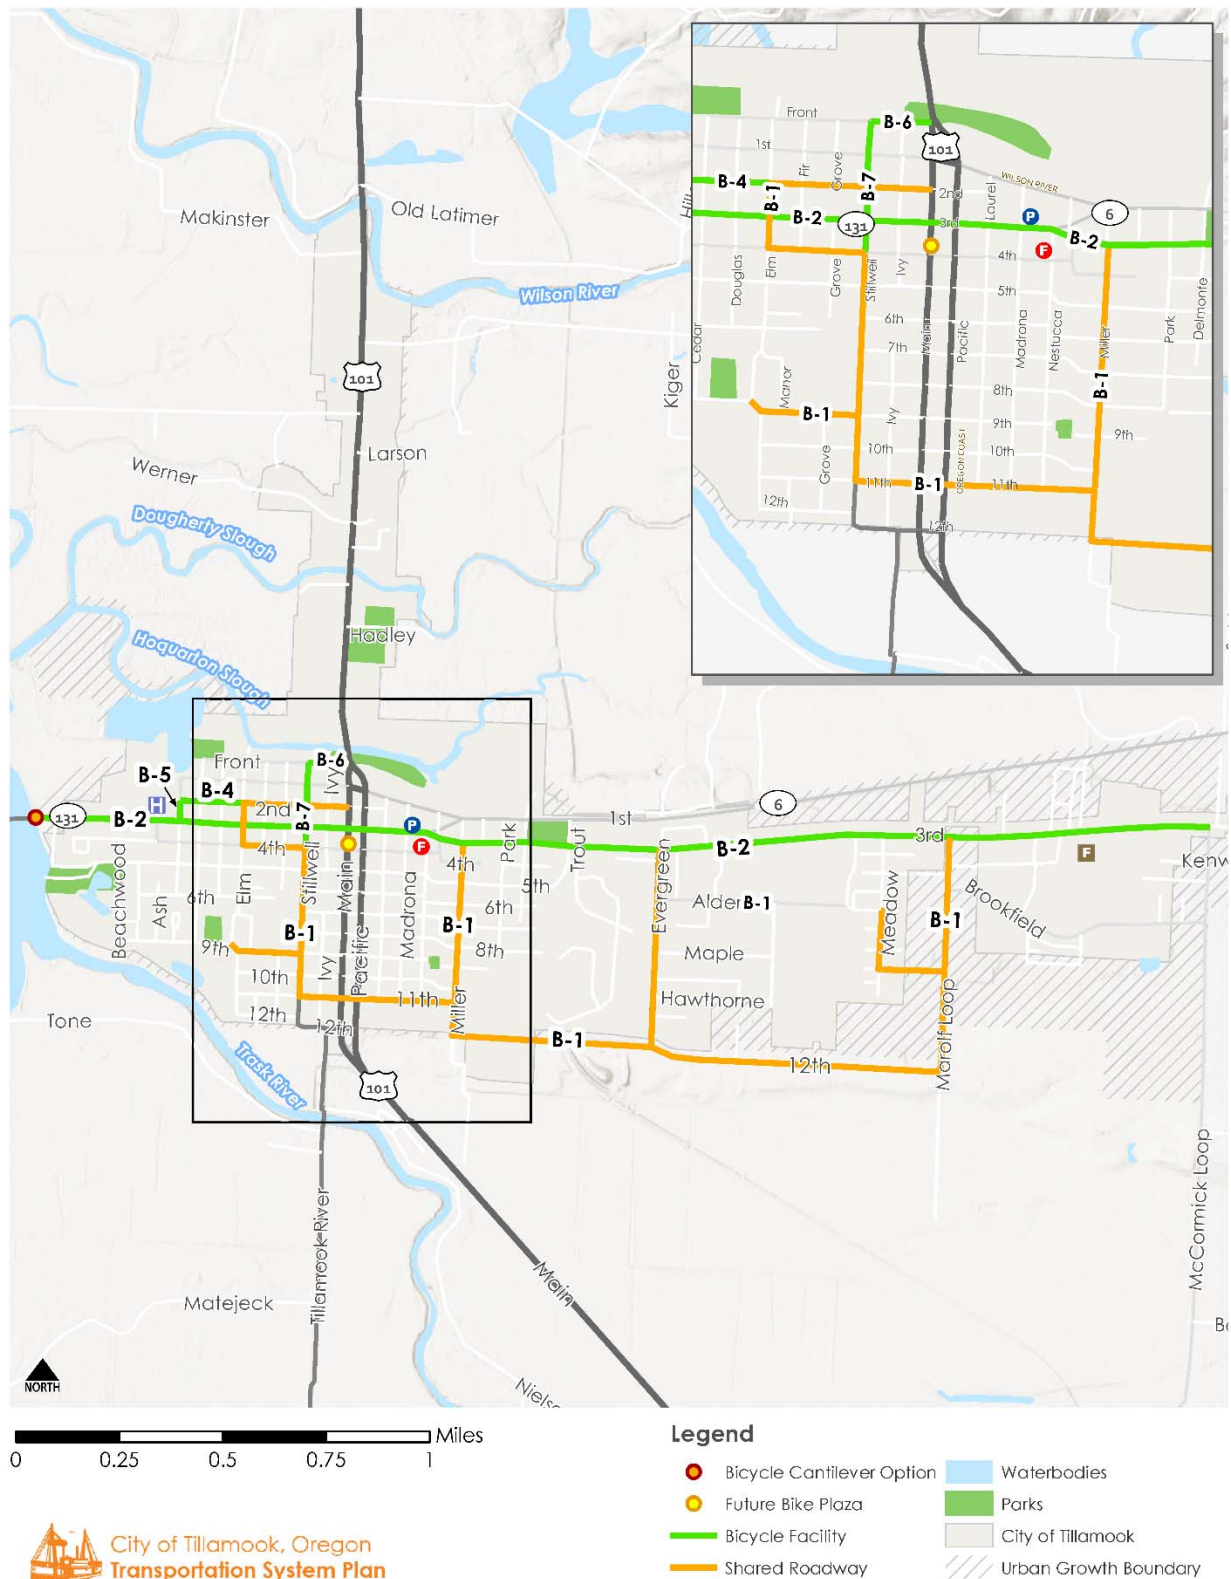 Front
B-6
101
1st
Fir
Grove
WILSON RIVER
B-4
B-1
B-7
2nd
Laurel
P
6
B-2
131
3rd
B-2
F
4th
Douglas
Elm
Grove
Stillwell
Ivy
5th
6th
Main
Pacific
Madrona
Nestucca
Miller
Park
Delmonte
Cedar
7th
Manor
8th
B-1
B-1
Ivy
9th
9th
Grove
10th
OREGON COAST
10th
11th
B-1
11th
12th
12th
Makinster
Old Latimer
Wilson River
101
Kiger
Larson
Werner
Dougherty Slough
Hadley
Hoquarton Slough
Front
B-6
Ivy
B-5
H
B-4
2nd
B-7
6
131
B-2
P
Park
1st
3rd
F
4th
4th
Trout
B-2
F
Kenw
Beachwood
Ash
6th
Elm
Stillwell
Main
Madrona
5th
6th
Evergreen
Alder
B-1
Meadow
B-1
Brookfield
9th
B-1
Ivy
Pacific
B-1
8th
Maple
10th
11th
Miller
Hawthorne
12th
12th
B-1
12th
Marolf Loop
Tone
Trask River
101
Tillamook River
Main
McCormick Loop
Matejeck
NORTH
Miles
0 0.25 0.5 0.75 1
Legend
Bicycle Cantilever Option
Waterbodies
Future Bike Plaza
Parks
Bicycle Facility
City of Tillamook
Shared Roadway
Urban Growth Boundary
City of Tillamook, Oregon
Transportation System Plan